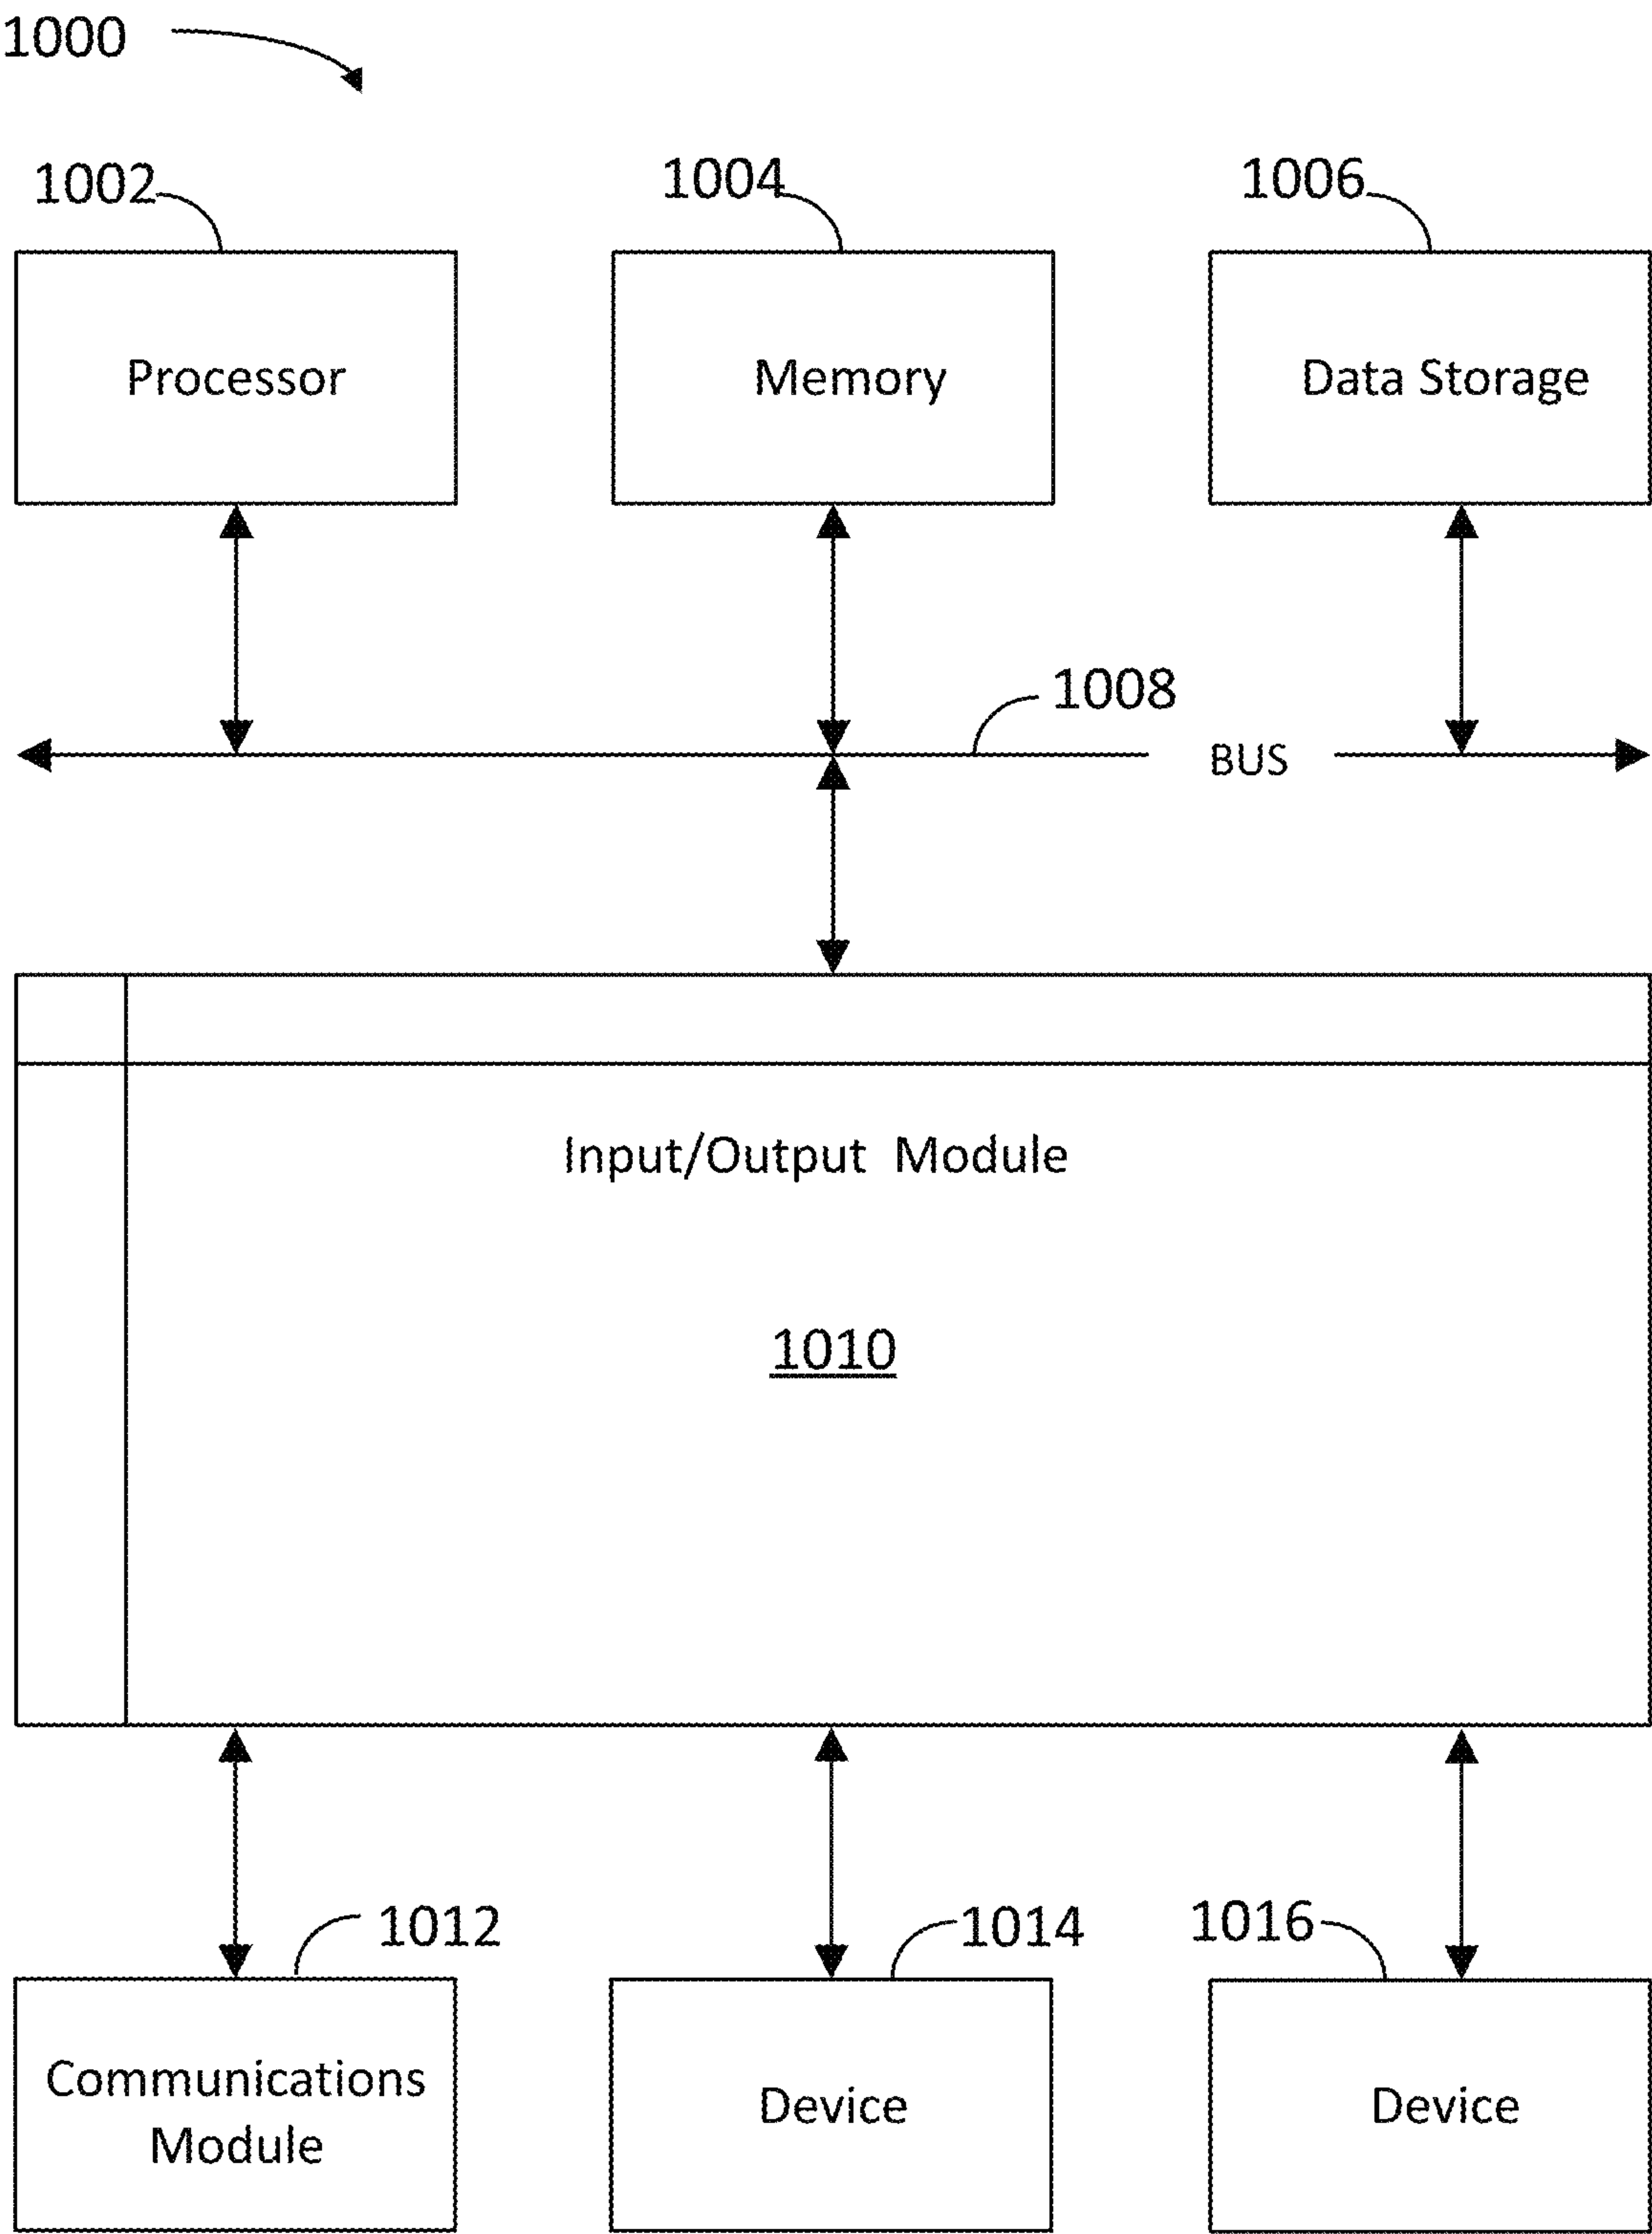 1000
1002
1004
1006
Processor
Memory
Data Storage
1008
BUS
Input/Output Module
1010
1012
1014
1016
Communications
Module
Device
Device